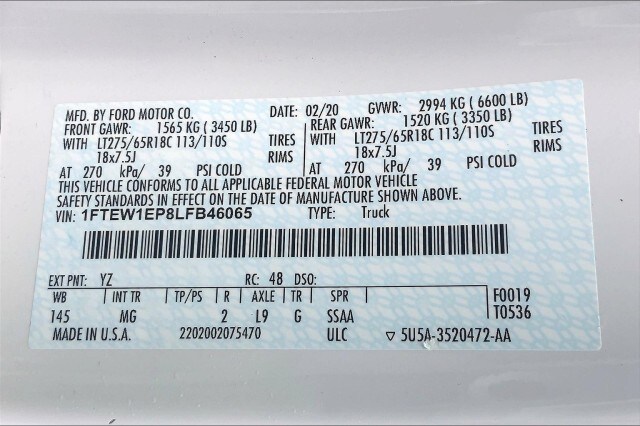 MFD. BY FORD MOTOR CO. DATE: 02/20 GVWR: 2994 KG ( 6600 LB)
FRONT GAWR: 1565 KG ( 3450 LB) REAR GAWR: 1520 KG ( 3350 LB)
WITH LT275/65R18C 113/110S TIRES WITH LT275/65R18C 113/110S TIRES
18x7.5J RIMS 18x7.5J RIMS
AT 270 kPa/ 39 PSI COLD AT 270 kPa/ 39 PSI COLD
THIS VEHICLE CONFORMS TO ALL APPLICABLE FEDERAL MOTOR VEHICLE
SAFETY STANDARDS IN EFFECT ON THE DATE OF MANUFACTURE SHOWN ABOVE.
VIN: 1FTEW1EP8LFB46065 TYPE: Truck
EXT PNT: YZ RC: 48 DSO:
WB INT TR TP/PS R AXLE TR SPR F0019
145 MG 2 L9 G SSAA T0536
MADE IN U.S.A. 2202002075470 ULC ▽ 5U5A-3520472-AA